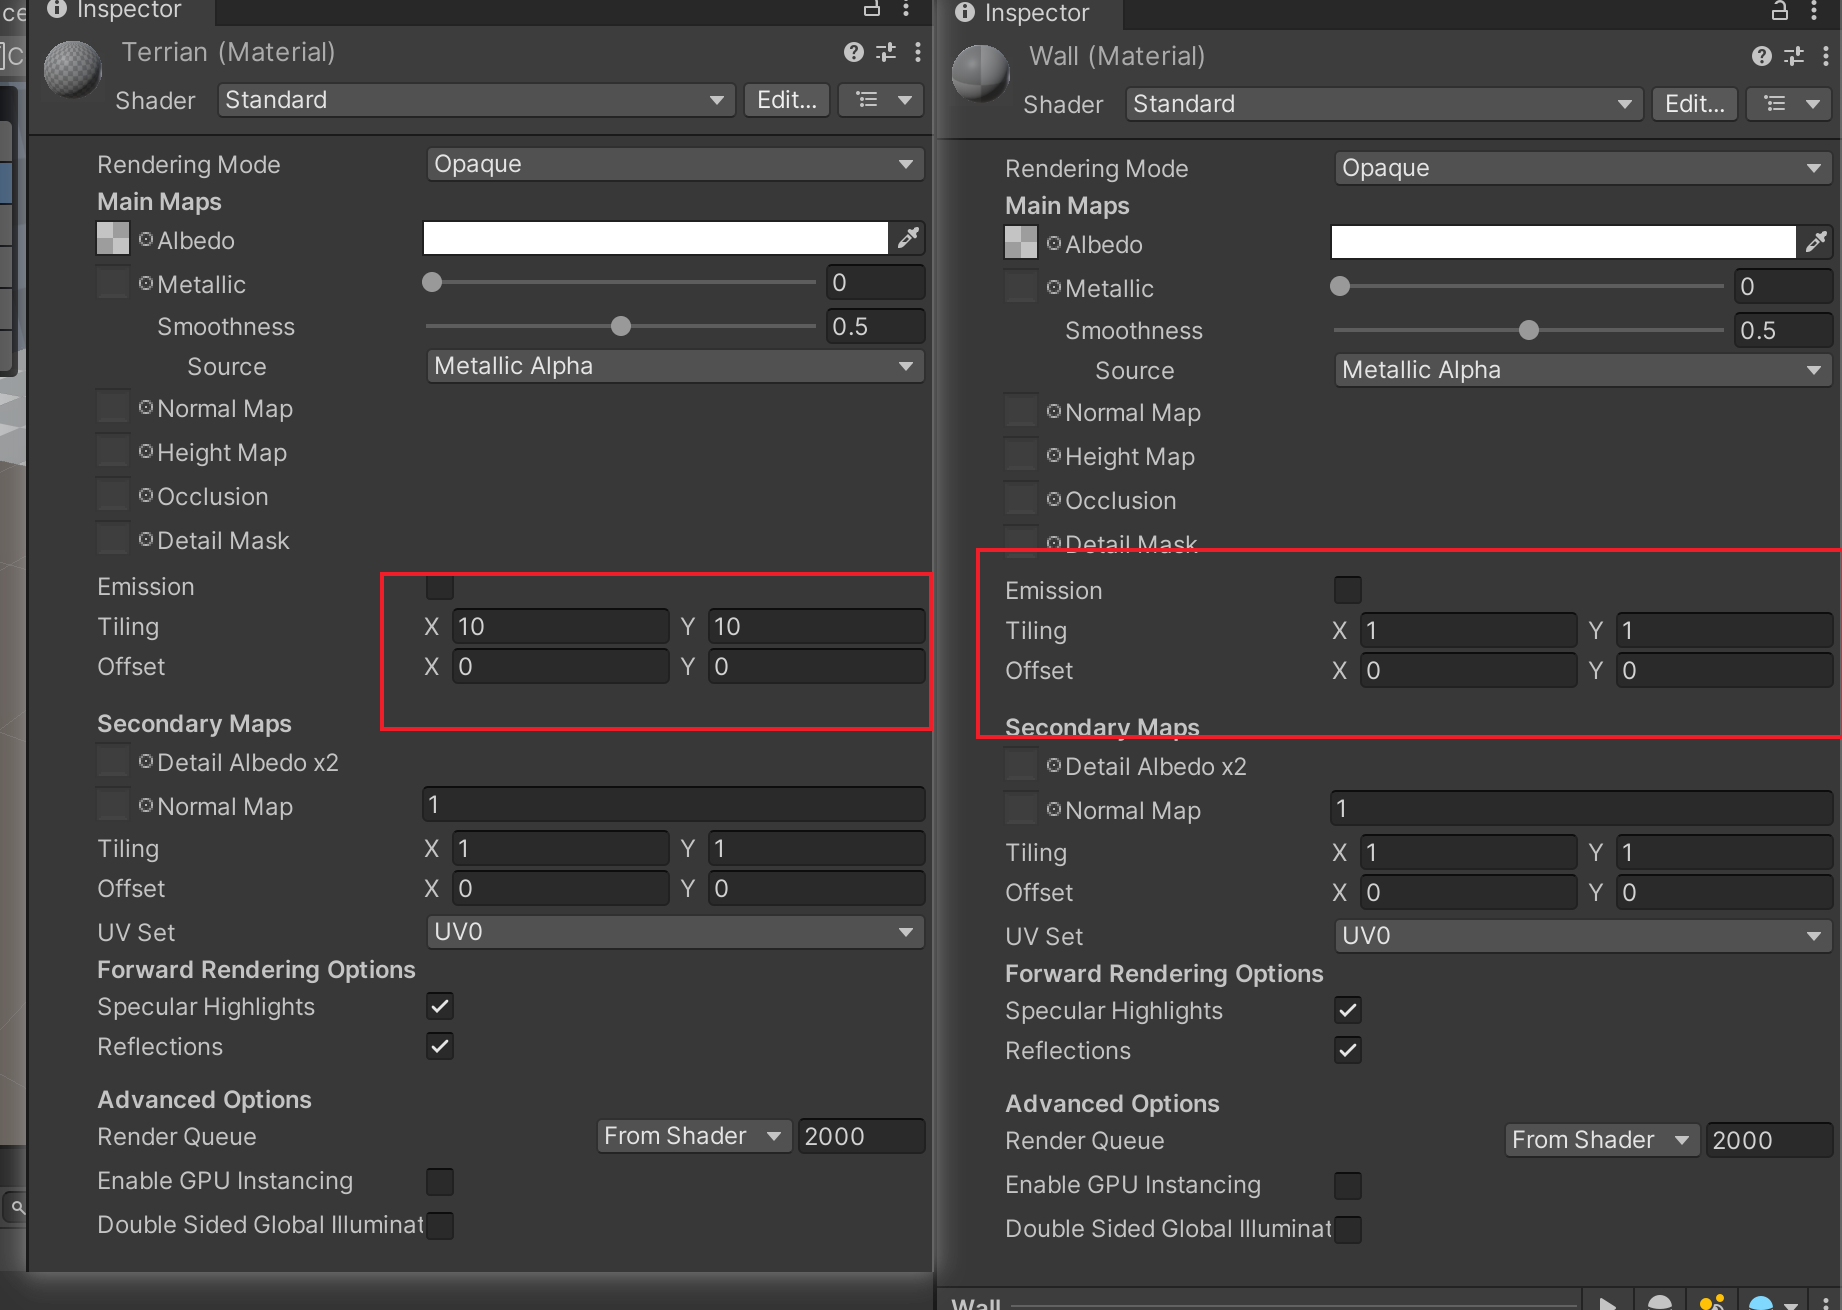 Inspector
Terrian (Material)
Shader
Standard
Edit...
Rendering Mode
Opaque
Main Maps
Albedo
Metallic
0
Smoothness
0.5
Source
Metallic Alpha
Normal Map
Height Map
Occlusion
Detail Mask
Emission
Tiling
X 10 Y 10
Offset
X 0 Y 0
Secondary Maps
Detail Albedo x2
Normal Map
1
Tiling
X 1 Y 1
Offset
X 0 Y 0
UV Set
UV0
Forward Rendering Options
Specular Highlights
Reflections
Advanced Options
Render Queue
From Shader
2000
Enable GPU Instancing
Double Sided Global Illuminat
Inspector
Wall (Material)
Shader
Standard
Edit...
Rendering Mode
Opaque
Main Maps
Albedo
Metallic
0
Smoothness
0.5
Source
Metallic Alpha
Normal Map
Height Map
Occlusion
Detail Mask
Emission
Tiling
X 1 Y 1
Offset
X 0 Y 0
Secondary Maps
Detail Albedo x2
Normal Map
1
Tiling
X 1 Y 1
Offset
X 0 Y 0
UV Set
UV0
Forward Rendering Options
Specular Highlights
Reflections
Advanced Options
Render Queue
From Shader
2000
Enable GPU Instancing
Double Sided Global Illuminat
Wall